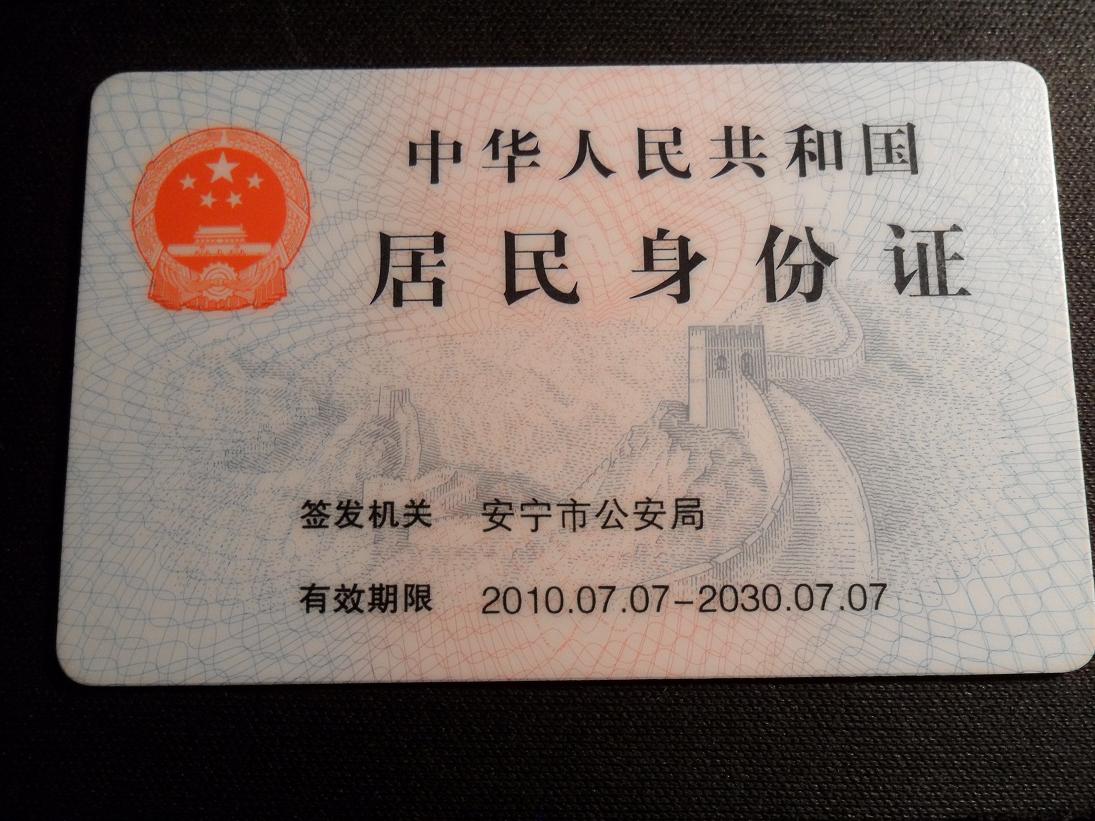 中华人民共和国
居民身份证
签发机关 安宁市公安局
有效期限 2010.07.07-2030.07.07